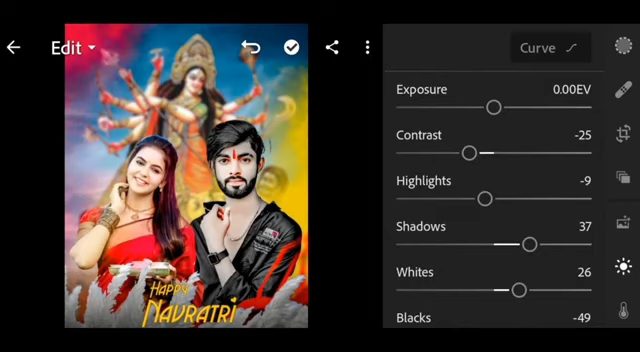 Edit
Curve
Exposure 0.00EV
Contrast -25
Highlights -9
Shadows 37
Whites 26
Blacks -49
HAPPY
NAVRATRI